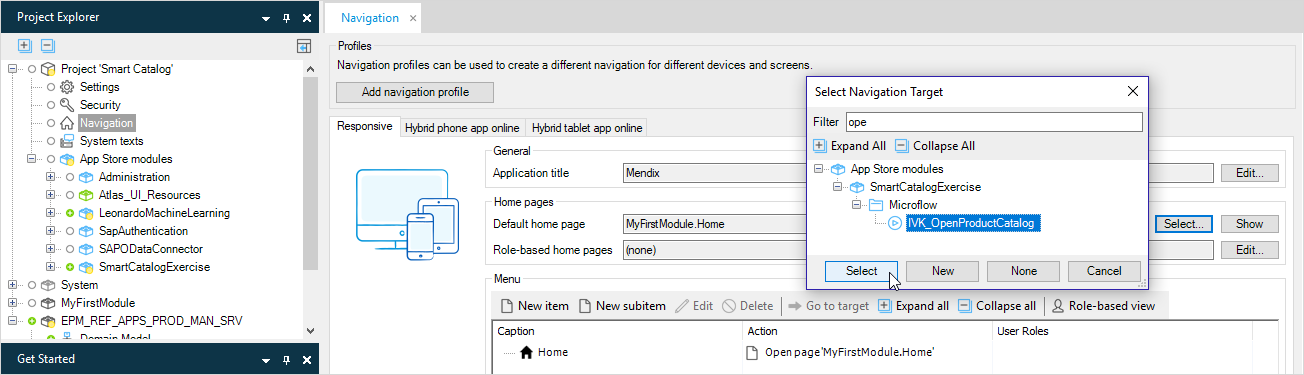 Project Explorer
Project 'Smart Catalog'
Settings
Security
Navigation
System texts
App Store modules
Administration
Atlas_UI_Resources
LeonardoMachineLearning
SapAuthentication
SAPODataConnector
SmartCatalogExercise
System
MyFirstModule
EPM_REF_APPS_PROD_MAN_SRV
Domain Model
Get Started
Navigation
Profiles
Navigation profiles can be used to create a different navigation for different devices and screens.
Add navigation profile
Responsive Hybrid phone app online Hybrid tablet app online
General
Application title Mendix Edit...
Home pages
Default home page MyFirstModule.Home Select... Show
Role-based home pages (none) Edit...
Menu
New item New subitem Edit Delete Go to target Expand all Collapse all Role-based view
Caption Action User Roles
Home Open page 'MyFirstModule.Home'
Select Navigation Target
Filter ope
Expand All Collapse All
App Store modules
SmartCatalogExercise
Microflow
IVK_OpenProductCatalog
Select New None Cancel